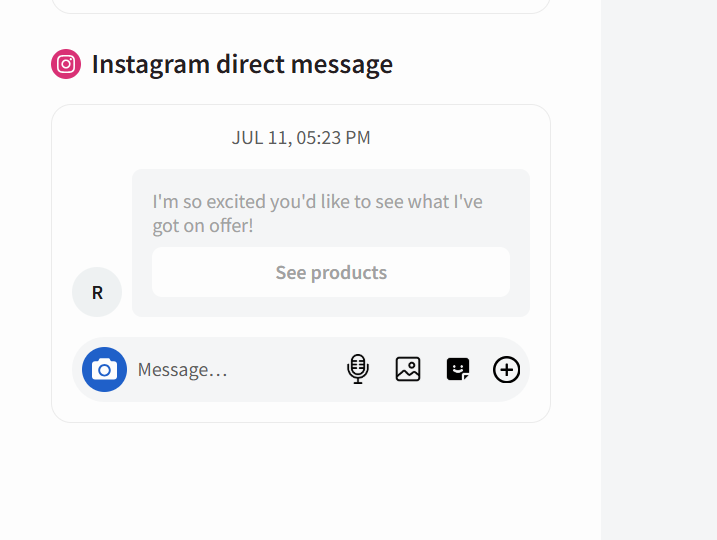 Instagram direct message
JUL 11, 05:23 PM
I'm so excited you'd like to see what I've
got on offer!
See products
R
Message…